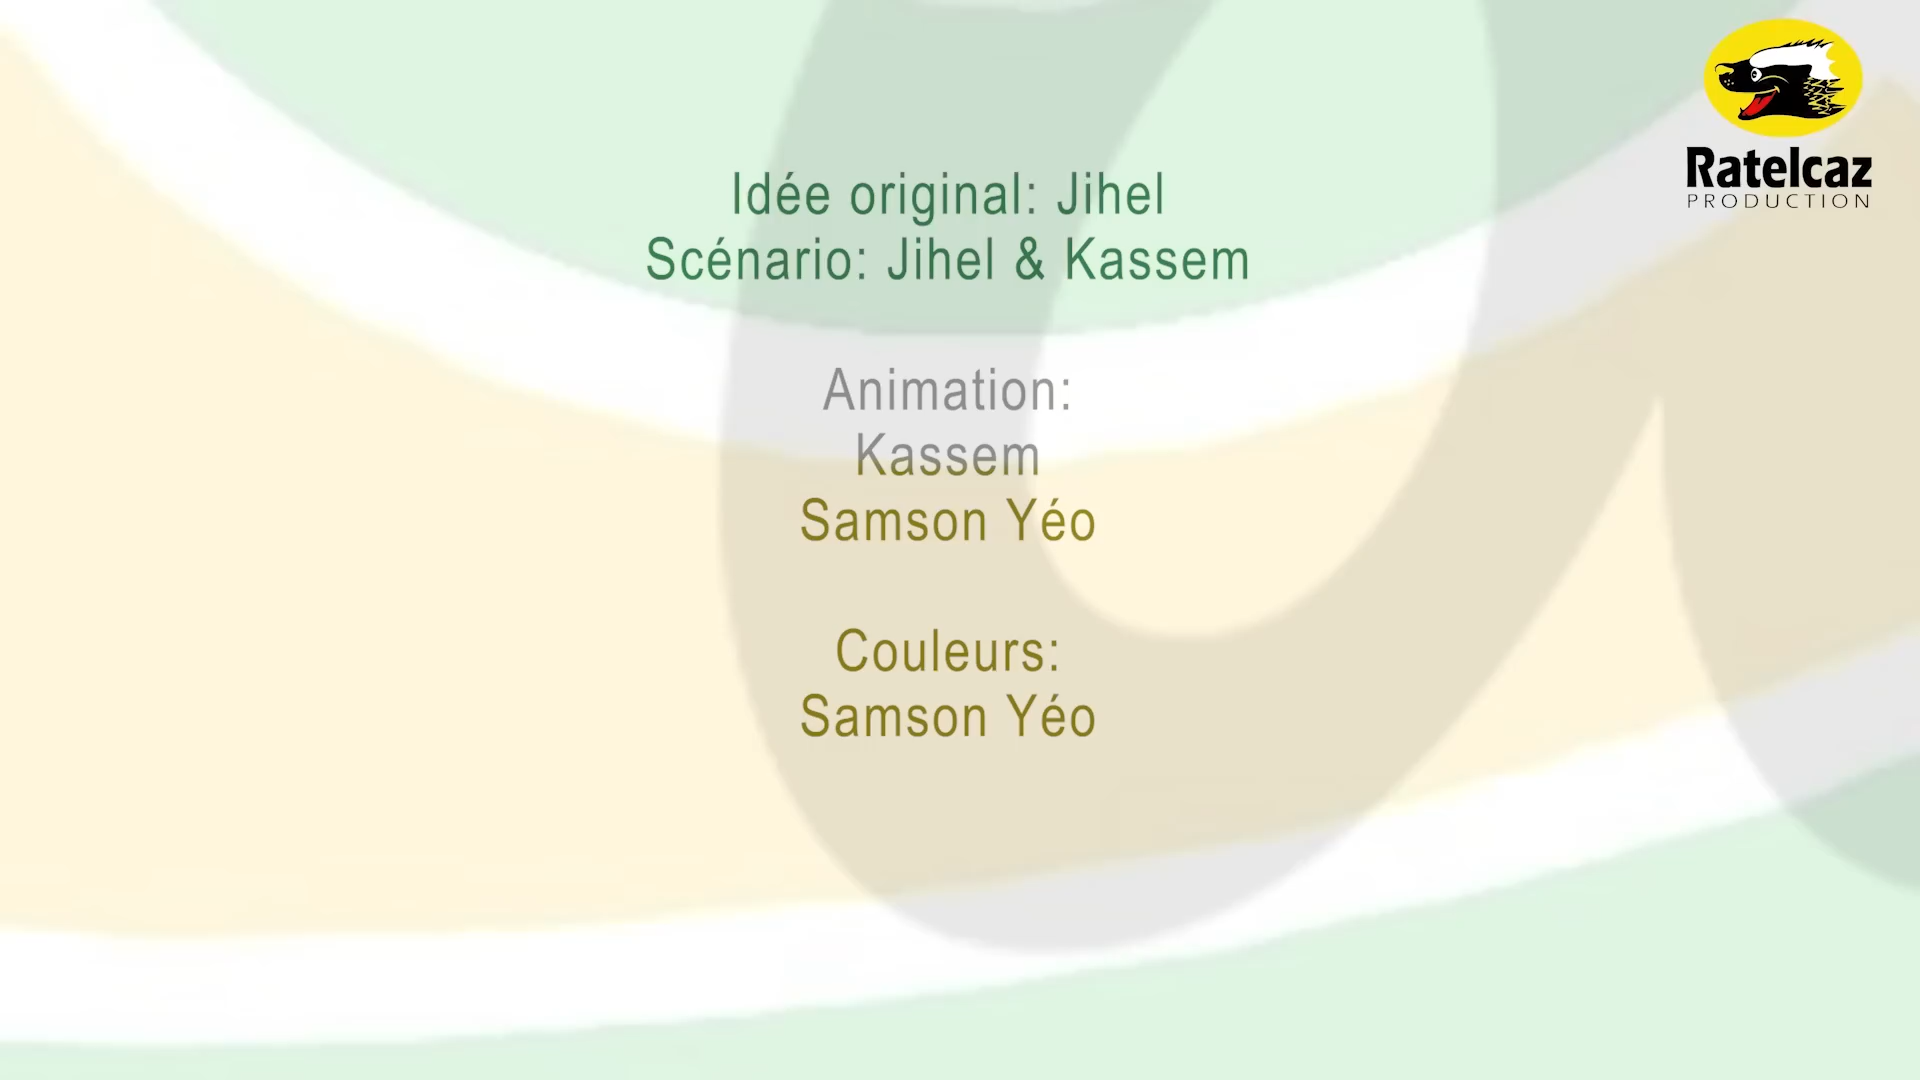 Idée original: Jihel
Scénario: Jihel & Kassem
Animation:
Kassem
Samson Yéo
Couleurs:
Samson Yéo
Ratelcaz
PRODUCTION